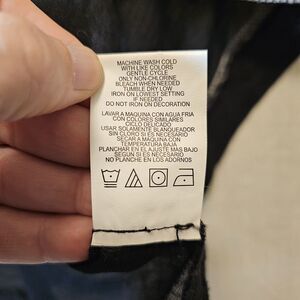 MACHINE WASH COLD
WITH LIKE COLORS
GENTLE CYCLE
ONLY NON-CHLORINE
BLEACH WHEN NEEDED
TUMBLE DRY LOW
IRON ON LOWEST SETTING
IF NEEDED
DO NOT IRON ON DECORATION
LAVAR A MAQUINA CON AGUA FRIA
CON COLORES SIMILARES
CICLO DELICADO
USAR SOLAMENTE BLANQUEADOR
SIN CLORO SI ES NECESARIO
SECAR A MAQUINA CON
TEMPERATURA BAJA
PLANCHAR EN EL AJUSTE MAS BAJO
SEGUN SI ES NECESARIO
NO PLANCHE EN LOS ADORNOS